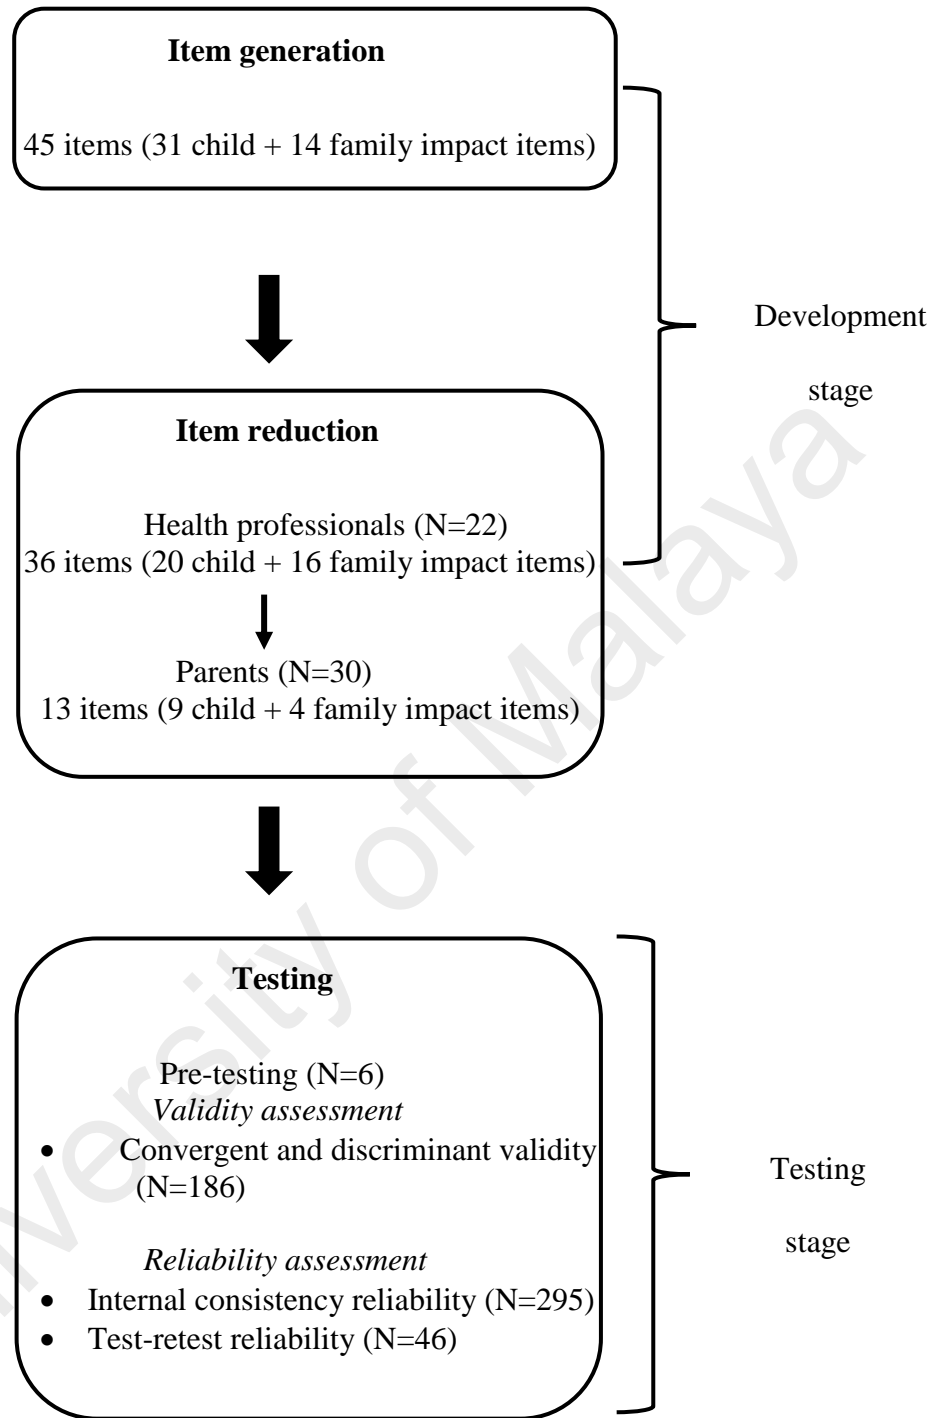 Item generation
45 items (31 child + 14 family impact items)
Development
stage
Item reduction
Health professionals (N=22)
36 items (20 child + 16 family impact items)
Parents (N=30)
13 items (9 child + 4 family impact items)
Testing
Pre-testing (N=6)
Validity assessment
• Convergent and discriminant validity
(N=186)
Reliability assessment
• Internal consistency reliability (N=295)
• Test-retest reliability (N=46)
Testing
stage
University of Malaya